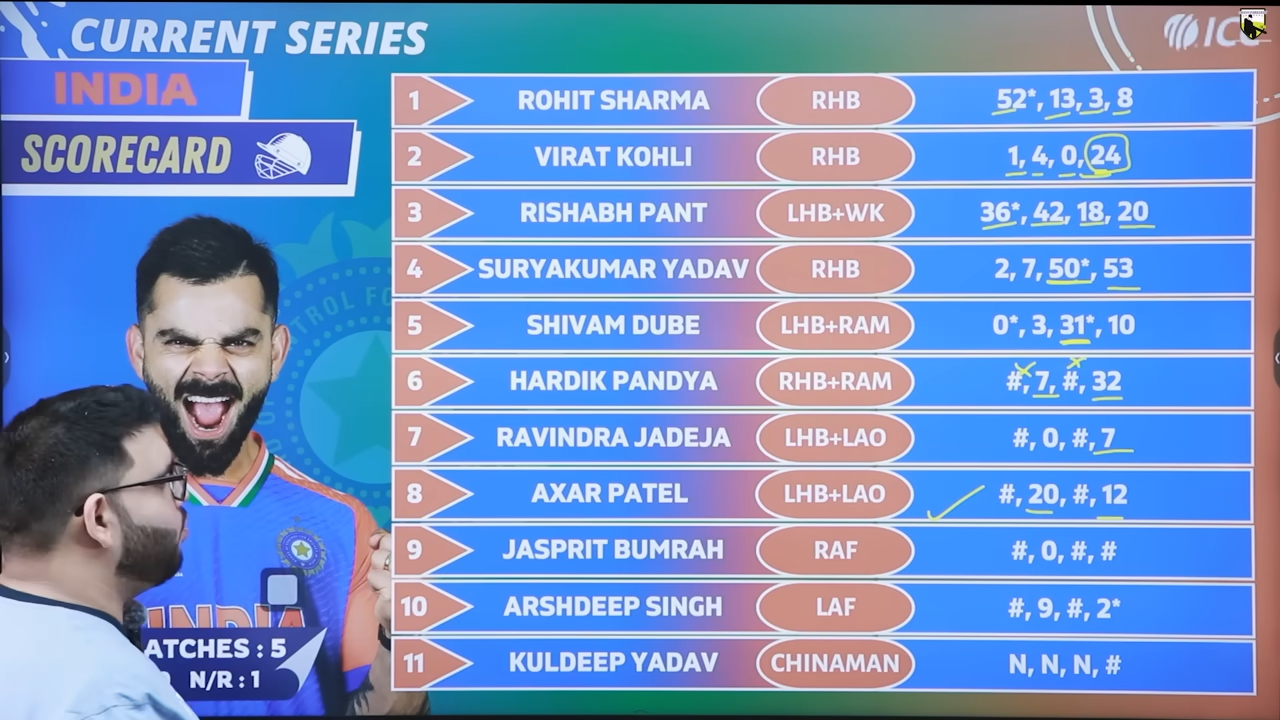 CURRENT SERIES
ICC
INDIA
SCORECARD
1 ROHIT SHARMA RHB 52*, 13, 3, 8
2 VIRAT KOHLI RHB 1, 4, 0, 24
3 RISHABH PANT LHB+WK 36*, 42, 18, 20
4 SURYAKUMAR YADAV RHB 2, 7, 50*, 53
5 SHIVAM DUBE LHB+RAM 0*, 3, 31*, 10
6 HARDIK PANDYA RHB+RAM #, 7, #, 32
7 RAVINDRA JADEJA LHB+LAO #, 0, #, 7
8 AXAR PATEL LHB+LAO #, 20, #, 12
9 JASPRIT BUMRAH RAF #, 0, #, #
10 ARSHDEEP SINGH LAF #, 9, #, 2*
11 KULDEEP YADAV CHINAMAN N, N, N, #
INDIA
ATCHES : 5
N/R : 1